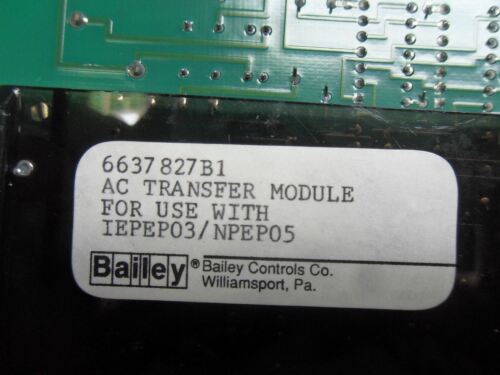 6637827B1
AC TRANSFER MODULE
FOR USE WITH
IEPEP03/NPEP05
Bailey® Bailey Controls Co.
Williamsport, Pa.